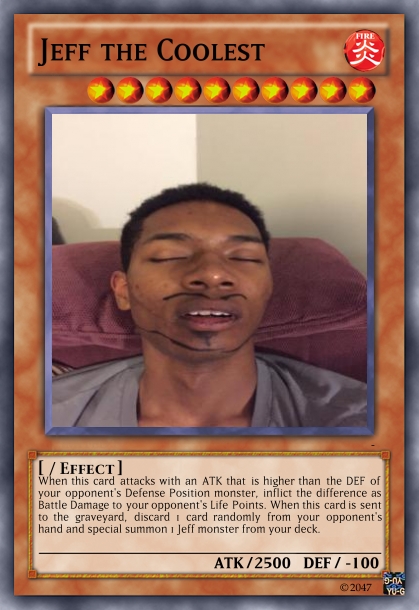 Jeff the Coolest
FIRE
炎
[ / Effect ]
When this card attacks with an ATK that is higher than the DEF of
your opponent's Defense Position monster, inflict the difference as
Battle Damage to your opponent's Life Points. When this card is sent
to the graveyard, discard 1 card randomly from your opponent's
hand and special summon 1 Jeff monster from your deck.
ATK / 2500 DEF / -100
© 2047